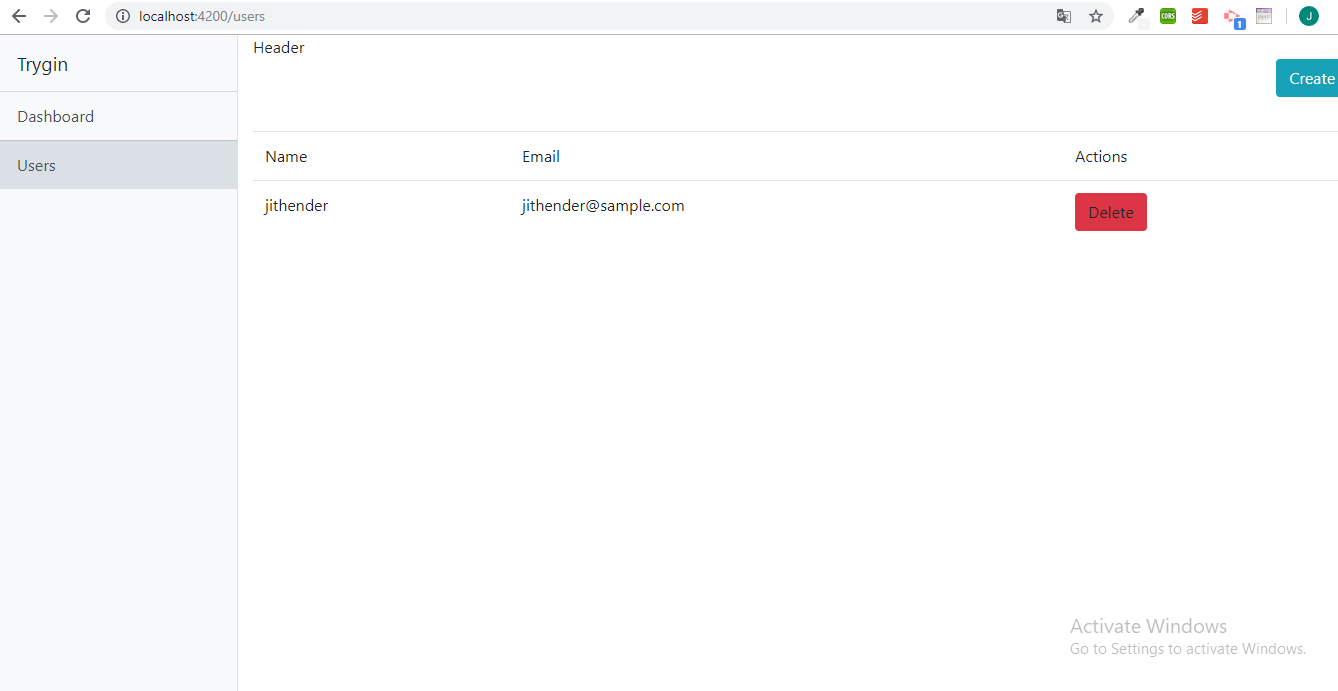 localhost:4200/users
CORS
1
J
Trygin
Header
Create
Dashboard
Users
Name Email Actions
jithender jithender@sample.com Delete
Activate Windows
Go to Settings to activate Windows.